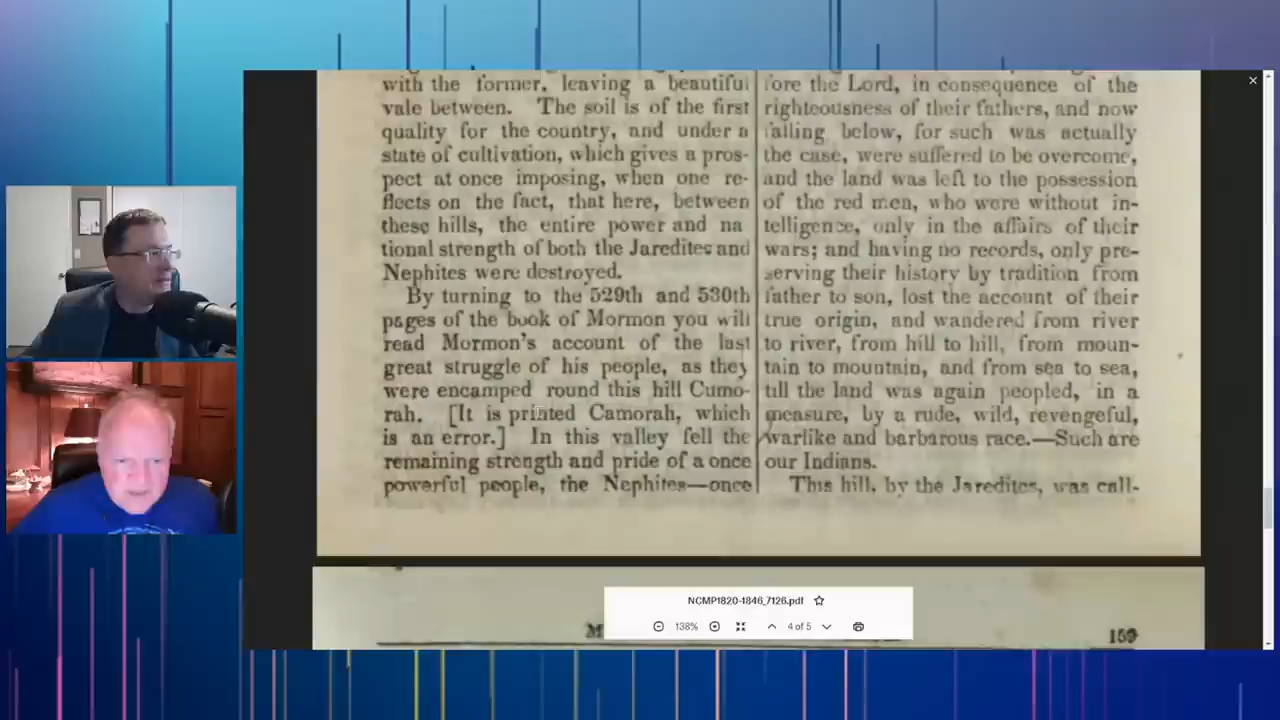 with the former, leaving a beautiful
vale between. The soil is of the first
quality for the country, and under a
state of cultivation, which gives a pros-
pect at once imposing, when one re-
flects on the fact, that here, between
these hills, the entire power and na
tional strength of both the Jaredites and
Nephites were destroyed.
By turning to the 529th and 530th
pages of the book of Mormon you will
read Mormon's account of the last
great struggle of his people, as they
were encamped round this hill Cumo-
rah. [It is printed Camorah, which
is an error.] In this valley fell the
remaining strength and pride of a once
powerful people, the Nephites—once
fore the Lord, in consequence of the
righteousness of their fathers, and now
falling below, for such was actually
the case, were suffered to be overcome,
and the land was left to the possession
of the red men, who were without in-
telligence, only in the affairs of their
wars; and having no records, only pre-
serving their history by tradition from
father to son, lost the account of their
true origin, and wandered from river
to river, from hill to hill, from moun-
tain to mountain, and from sea to sea,
till the land was again peopled, in a
measure, by a rude, wild, revengeful,
warlike and barbarous race.—Such are
our Indians.
This hill, by the Jaredites, was call-
NCMP1820-1846_7126.pdf
138% 4 of 5
159